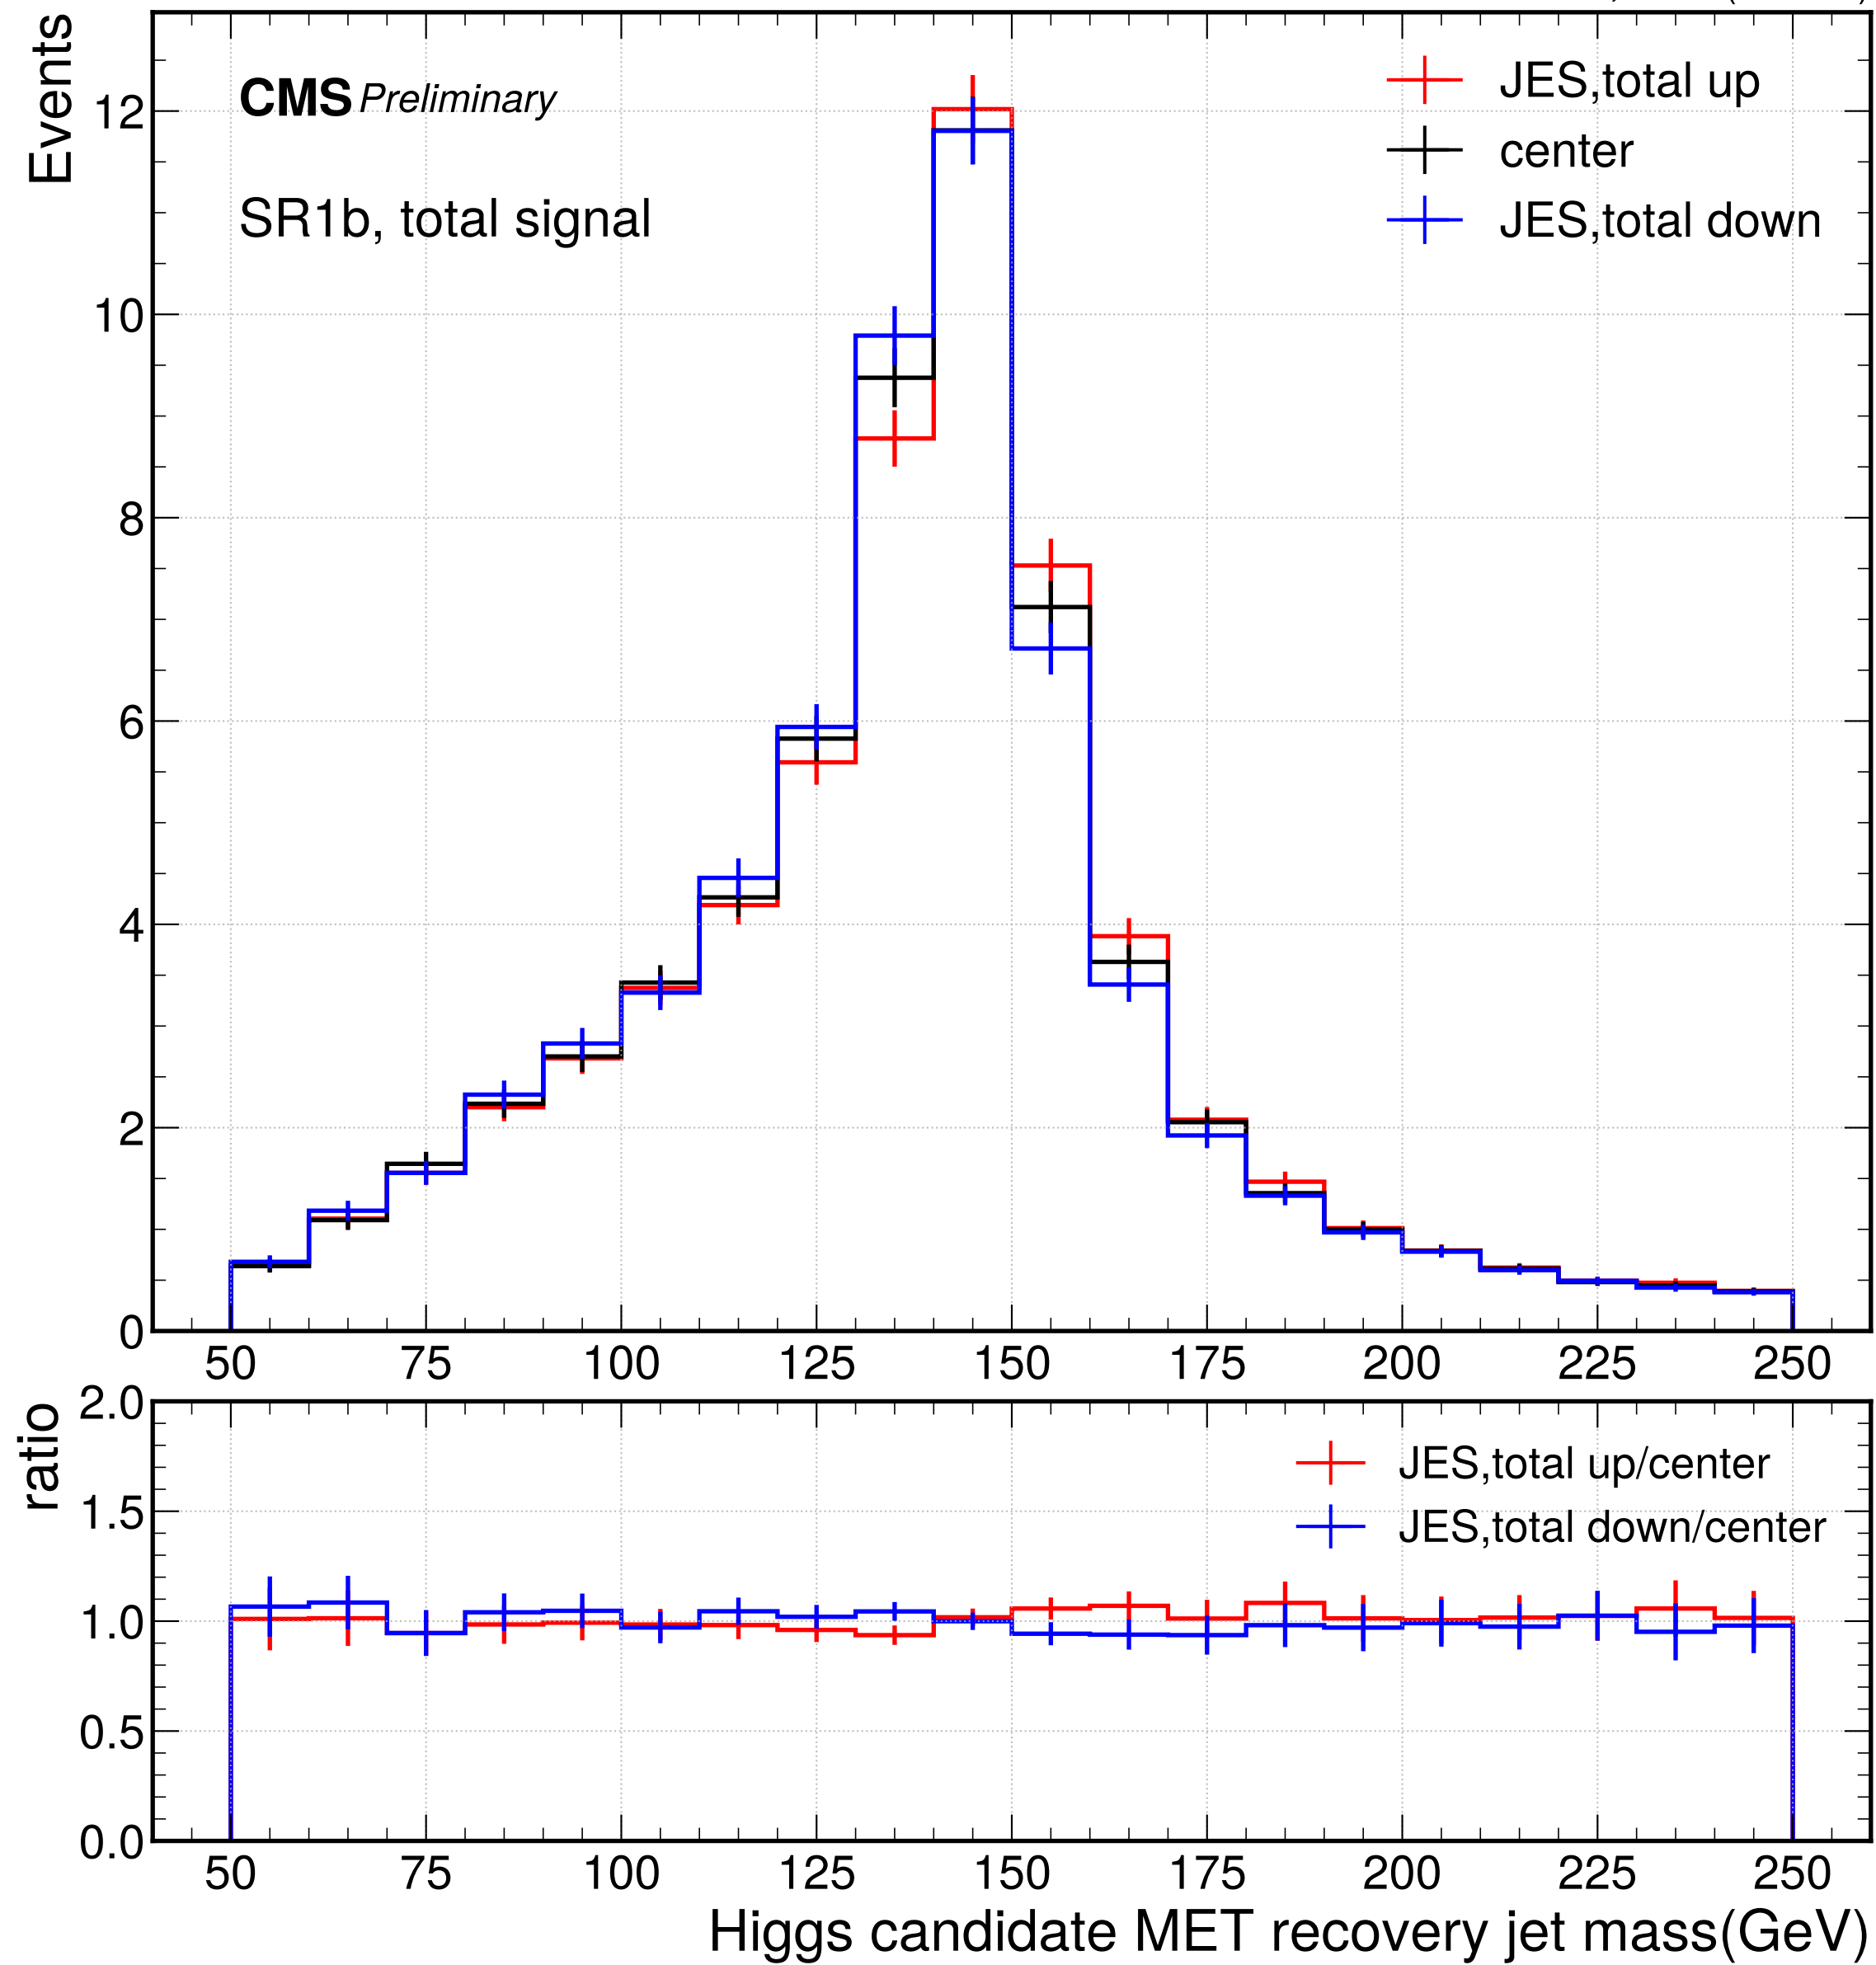 Events
CMS Preliminary
SR1b, total signal
JES,total up
center
JES,total down
12
10
8
6
4
2
0
50 75 100 125 150 175 200 225 250
ratio
2.0
1.5
1.0
0.5
0.0
JES,total up/center
JES,total down/center
50 75 100 125 150 175 200 225 250
Higgs candidate MET recovery jet mass(GeV)